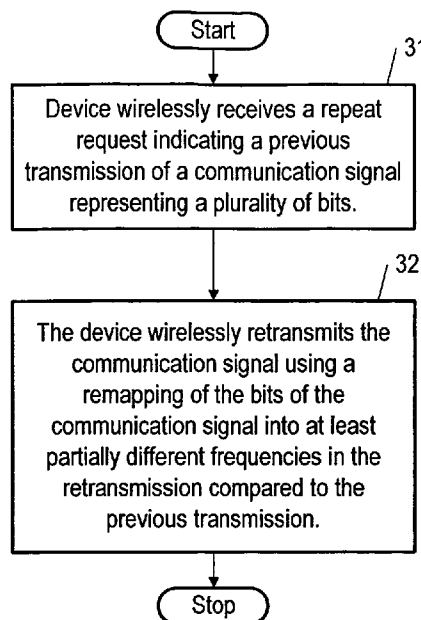 Start
31
Device wirelessly receives a repeat
request indicating a previous
transmission of a communication signal
representing a plurality of bits.
32
The device wirelessly retransmits the
communication signal using a
remapping of the bits of the
communication signal into at least
partially different frequencies in the
retransmission compared to the
previous transmission.
Stop